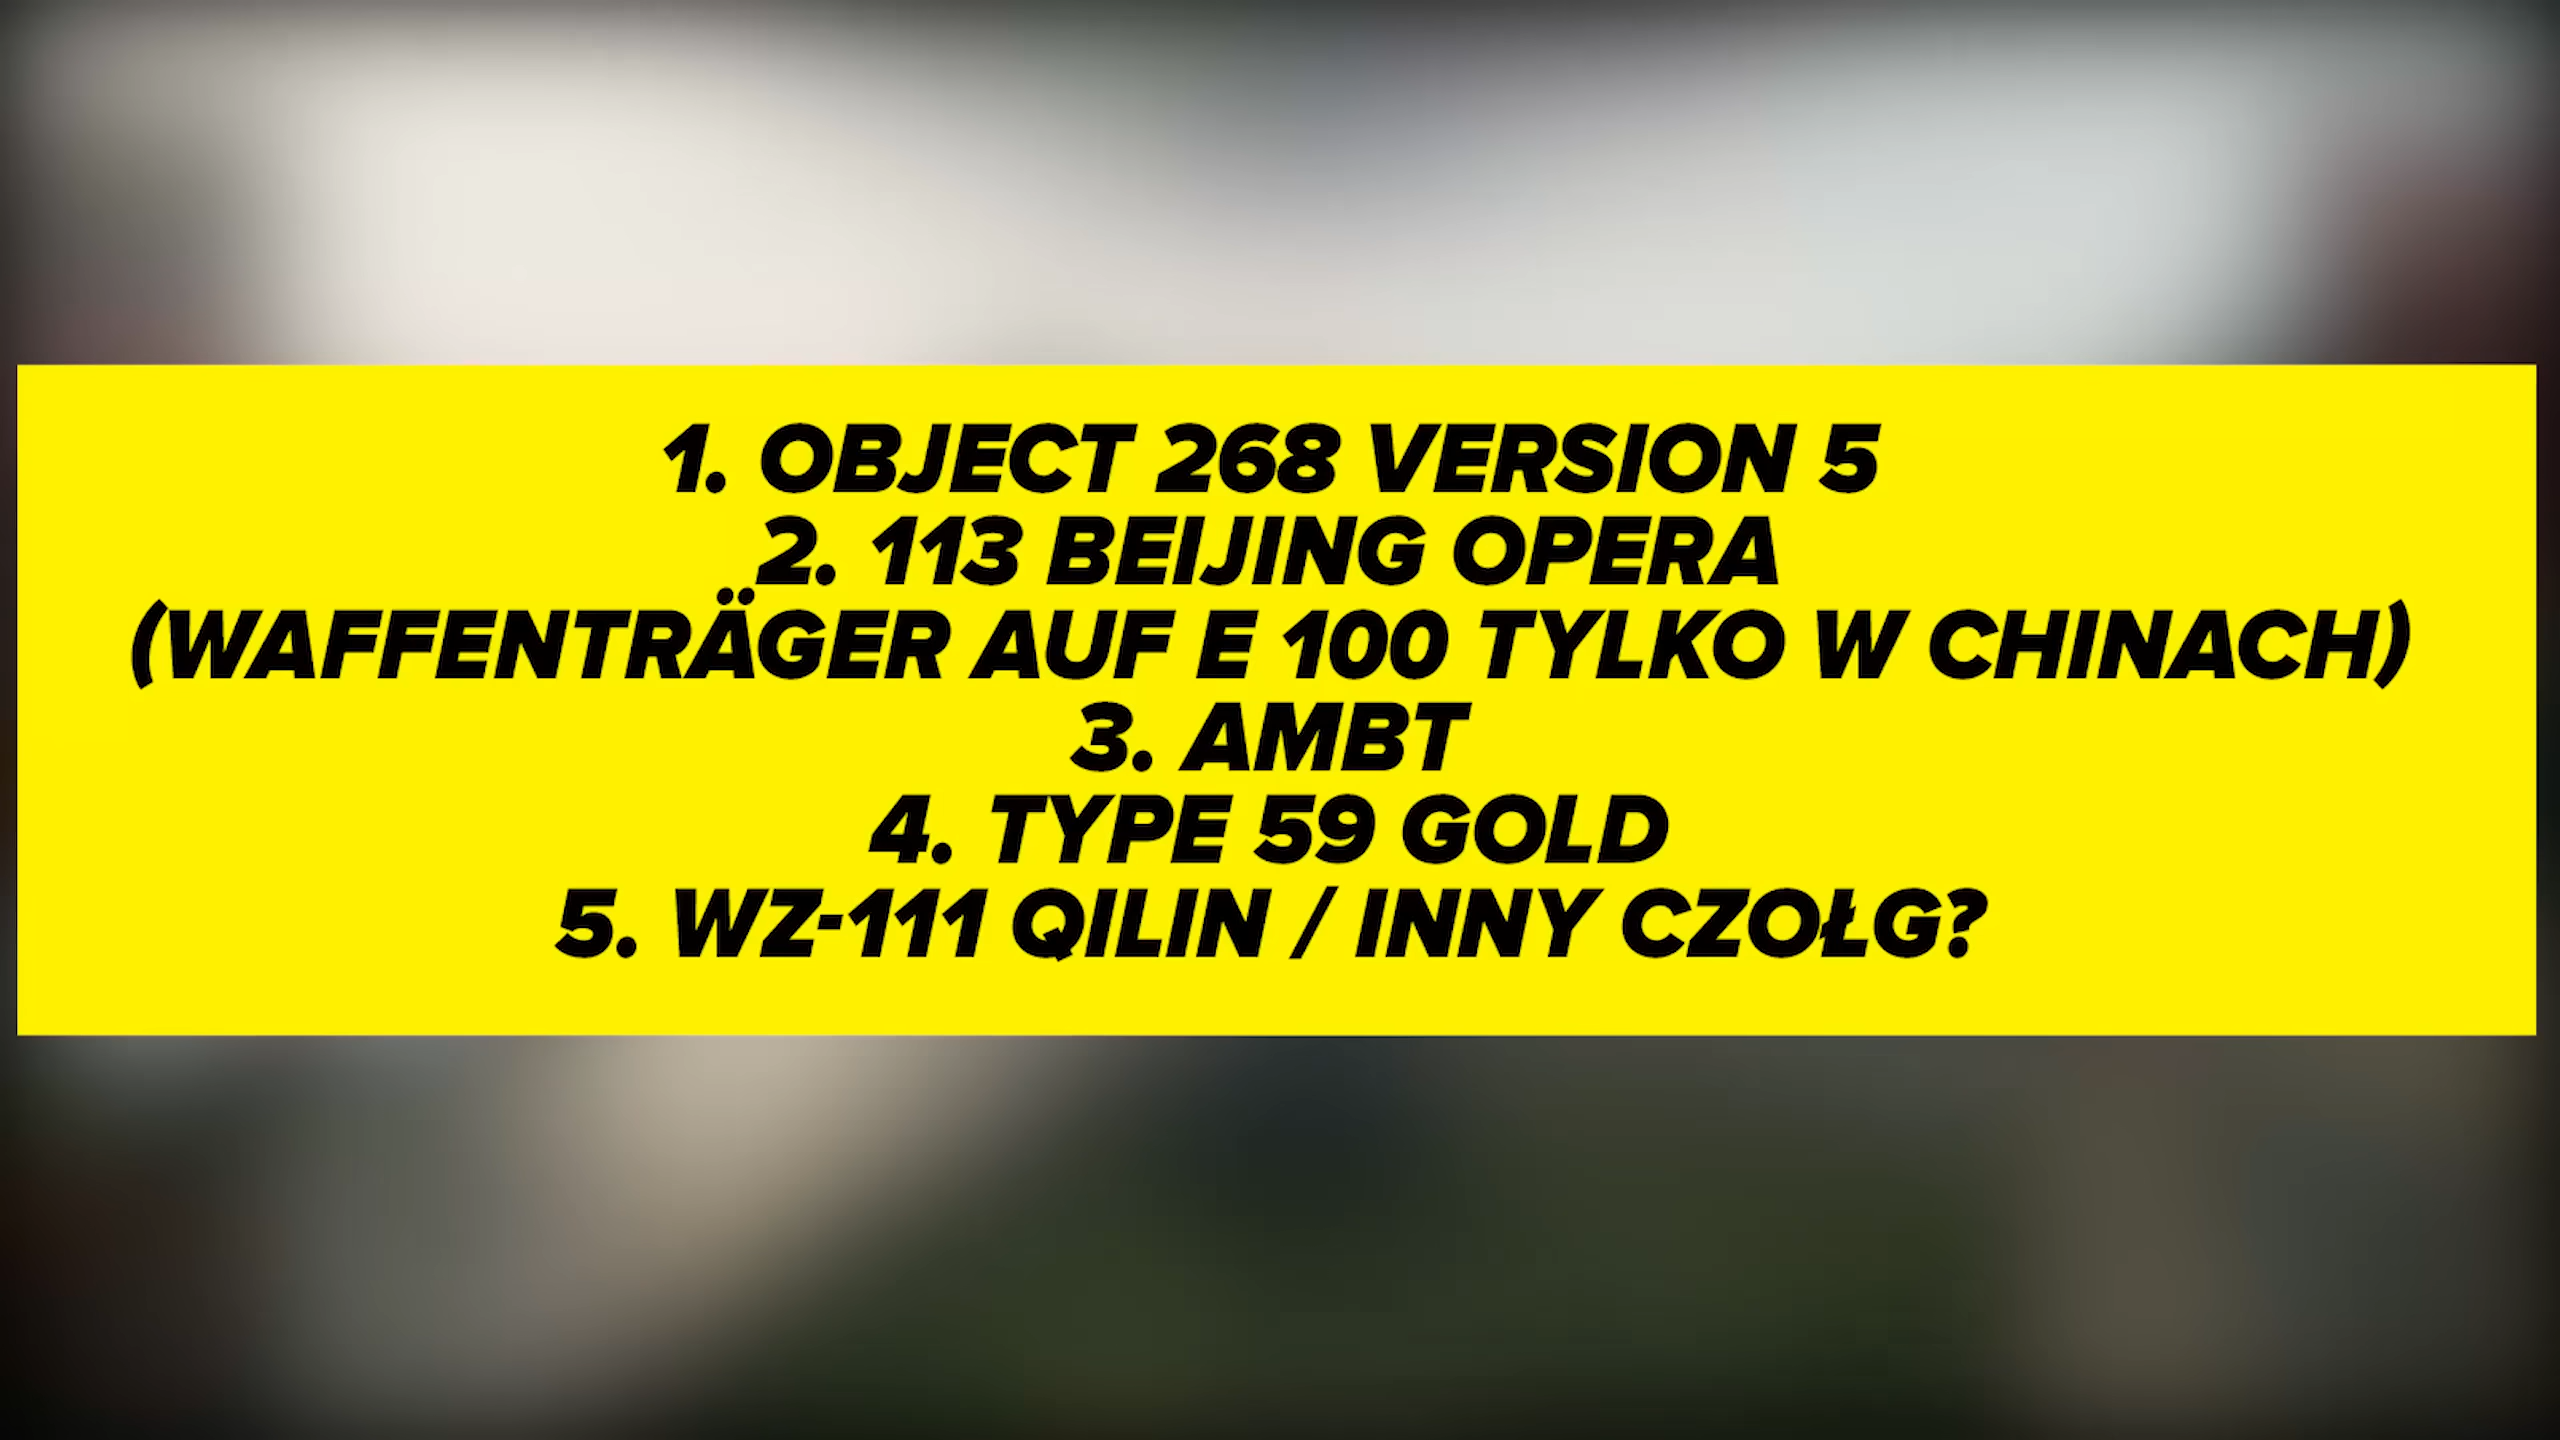 1. OBJECT 268 VERSION 5
2. 113 BEIJING OPERA
(WAFFENTRÄGER AUF E 100 TYLKO W CHINACH)
3. AMBT
4. TYPE 59 GOLD
5. WZ-111 QILIN / INNY CZOŁG?